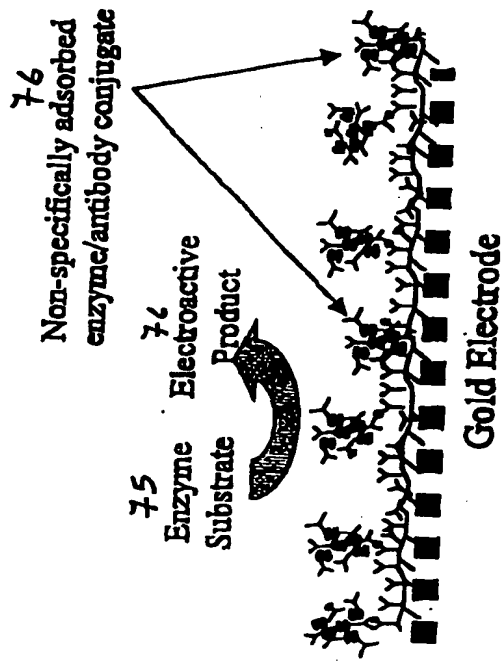 76
Non-specifically adsorbed
enzyme/antibody conjugate
75
Enzyme
Substrate
76
Electroactive
Product
Gold Electrode